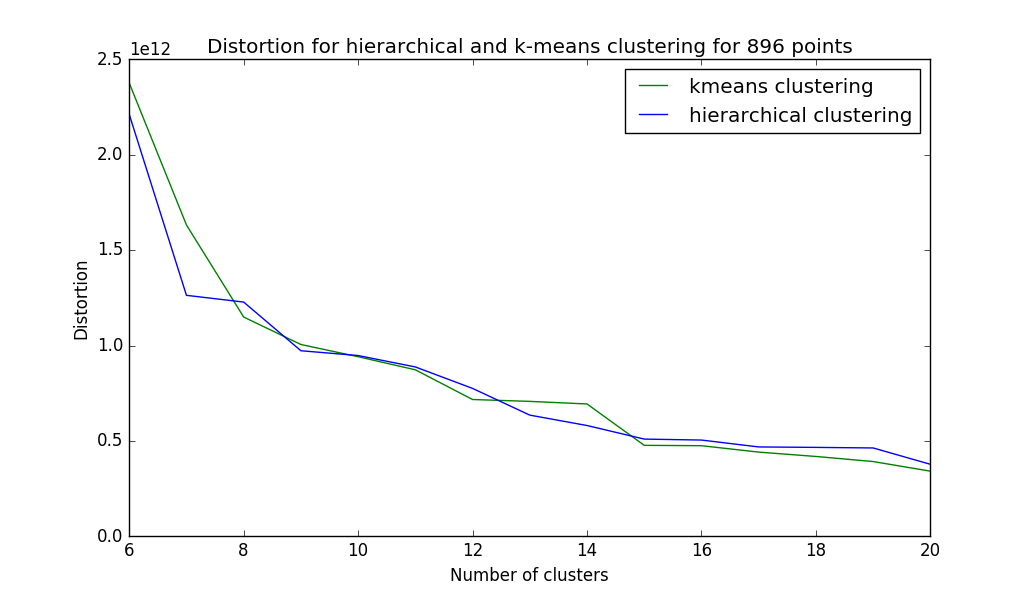 1e12
Distortion for hierarchical and k-means clustering for 896 points
2.5
kmeans clustering
hierarchical clustering
2.0
1.5
Distortion
1.0
0.5
0.0
6 8 10 12 14 16 18 20
Number of clusters